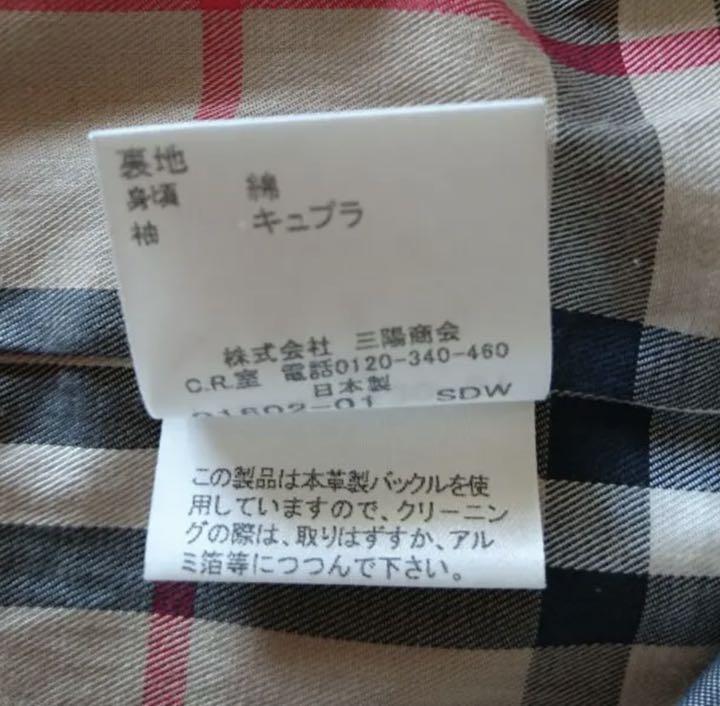 裏地
身頃 綿
袖 キュプラ
株式会社 三陽商会
C.R.室 電話0120-340-460
日本製
SDW
この製品は本革製バックルを使
用していますので、クリーニン
グの際は、取りはずすか、アル
ミ箔等につつんで下さい。